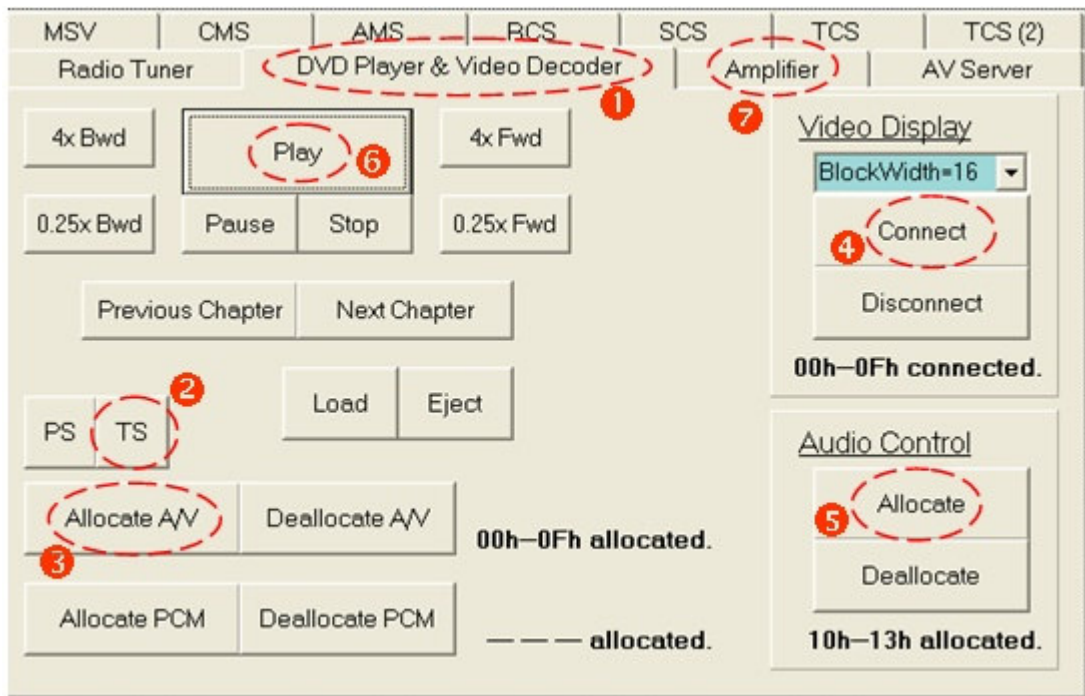 MSV CMS AMS RCS SCS TCS TCS (2)
Radio Tuner DVD Player & Video Decoder Amplifier AV Server
1
7
4x Bwd Play 6 4x Fwd
0.25x Bwd Pause Stop 0.25x Fwd
Previous Chapter Next Chapter
2
Load Eject
PS TS
Allocate A/V Deallocate A/V 00h–0Fh allocated.
3
Allocate PCM Deallocate PCM — — — allocated.
Video Display
BlockWidth=16
4 Connect
Disconnect
00h–0Fh connected.
Audio Control
5 Allocate
Deallocate
10h–13h allocated.